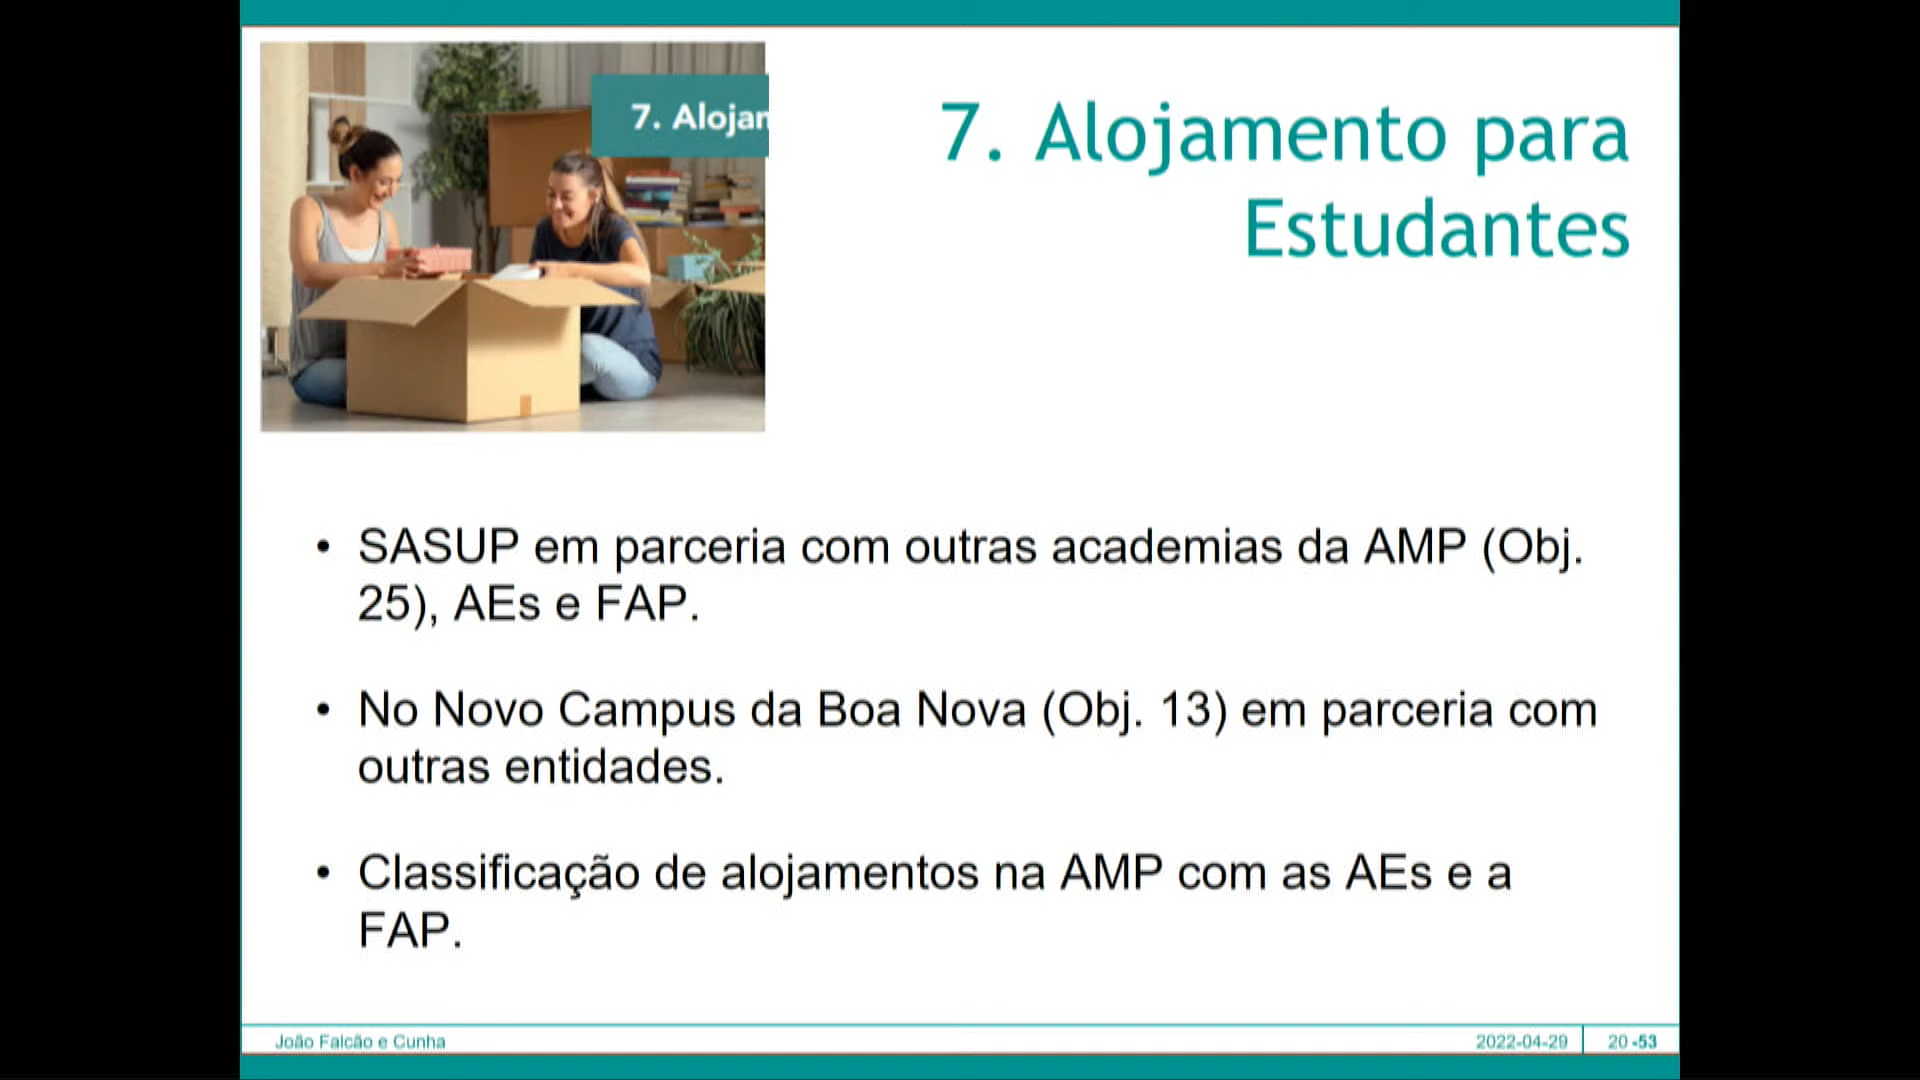 7. Alojam
7. Alojamento para
Estudantes
• SASUP em parceria com outras academias da AMP (Obj.
25), AEs e FAP.
• No Novo Campus da Boa Nova (Obj. 13) em parceria com
outras entidades.
• Classificação de alojamentos na AMP com as AEs e a
FAP.
João Falcão e Cunha
2022-04-29
20 -53